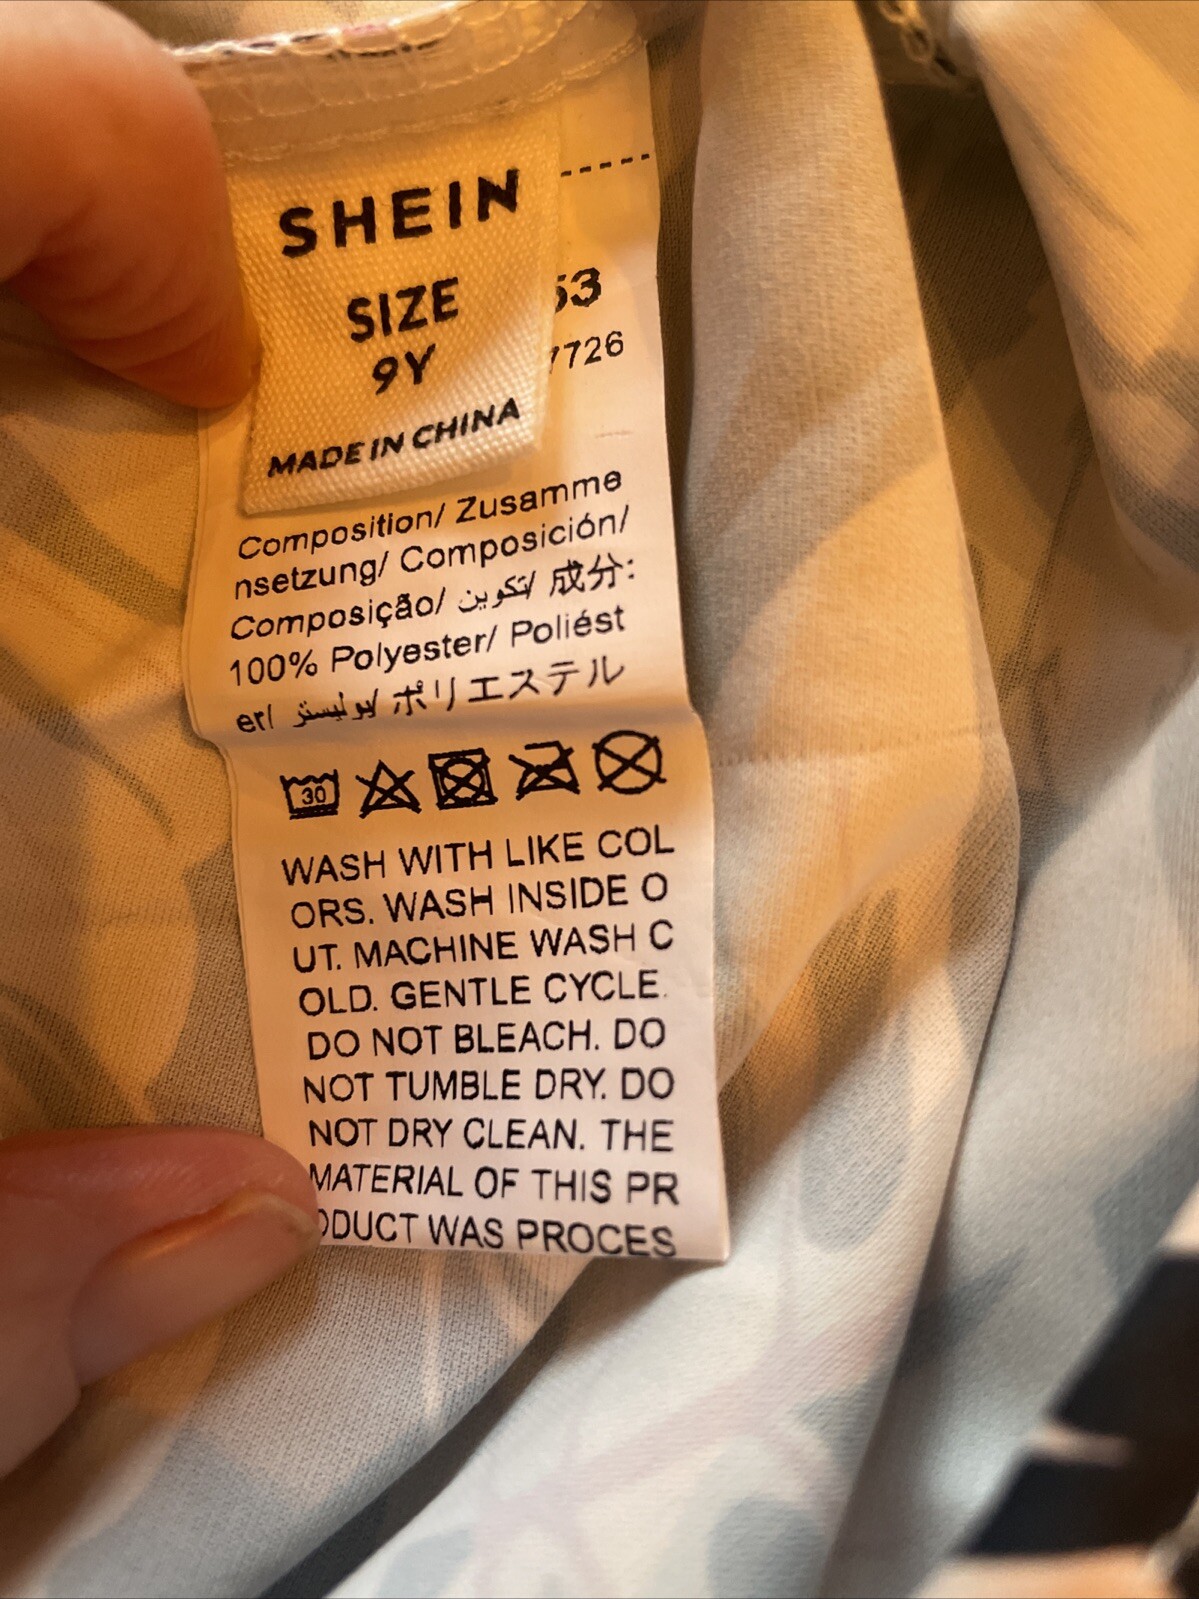 SHEIN
SIZE
9Y
MADE IN CHINA
53
7726
Composition/ Zusamme
nsetzung/ Composición/
Composição/ تكوين/ 成分:
100% Polyester/ Poliést
er/ بوليستر/ ポリエステル
30
WASH WITH LIKE COL
ORS. WASH INSIDE O
UT. MACHINE WASH C
OLD. GENTLE CYCLE.
DO NOT BLEACH. DO
NOT TUMBLE DRY. DO
NOT DRY CLEAN. THE
MATERIAL OF THIS PR
ODUCT WAS PROCES